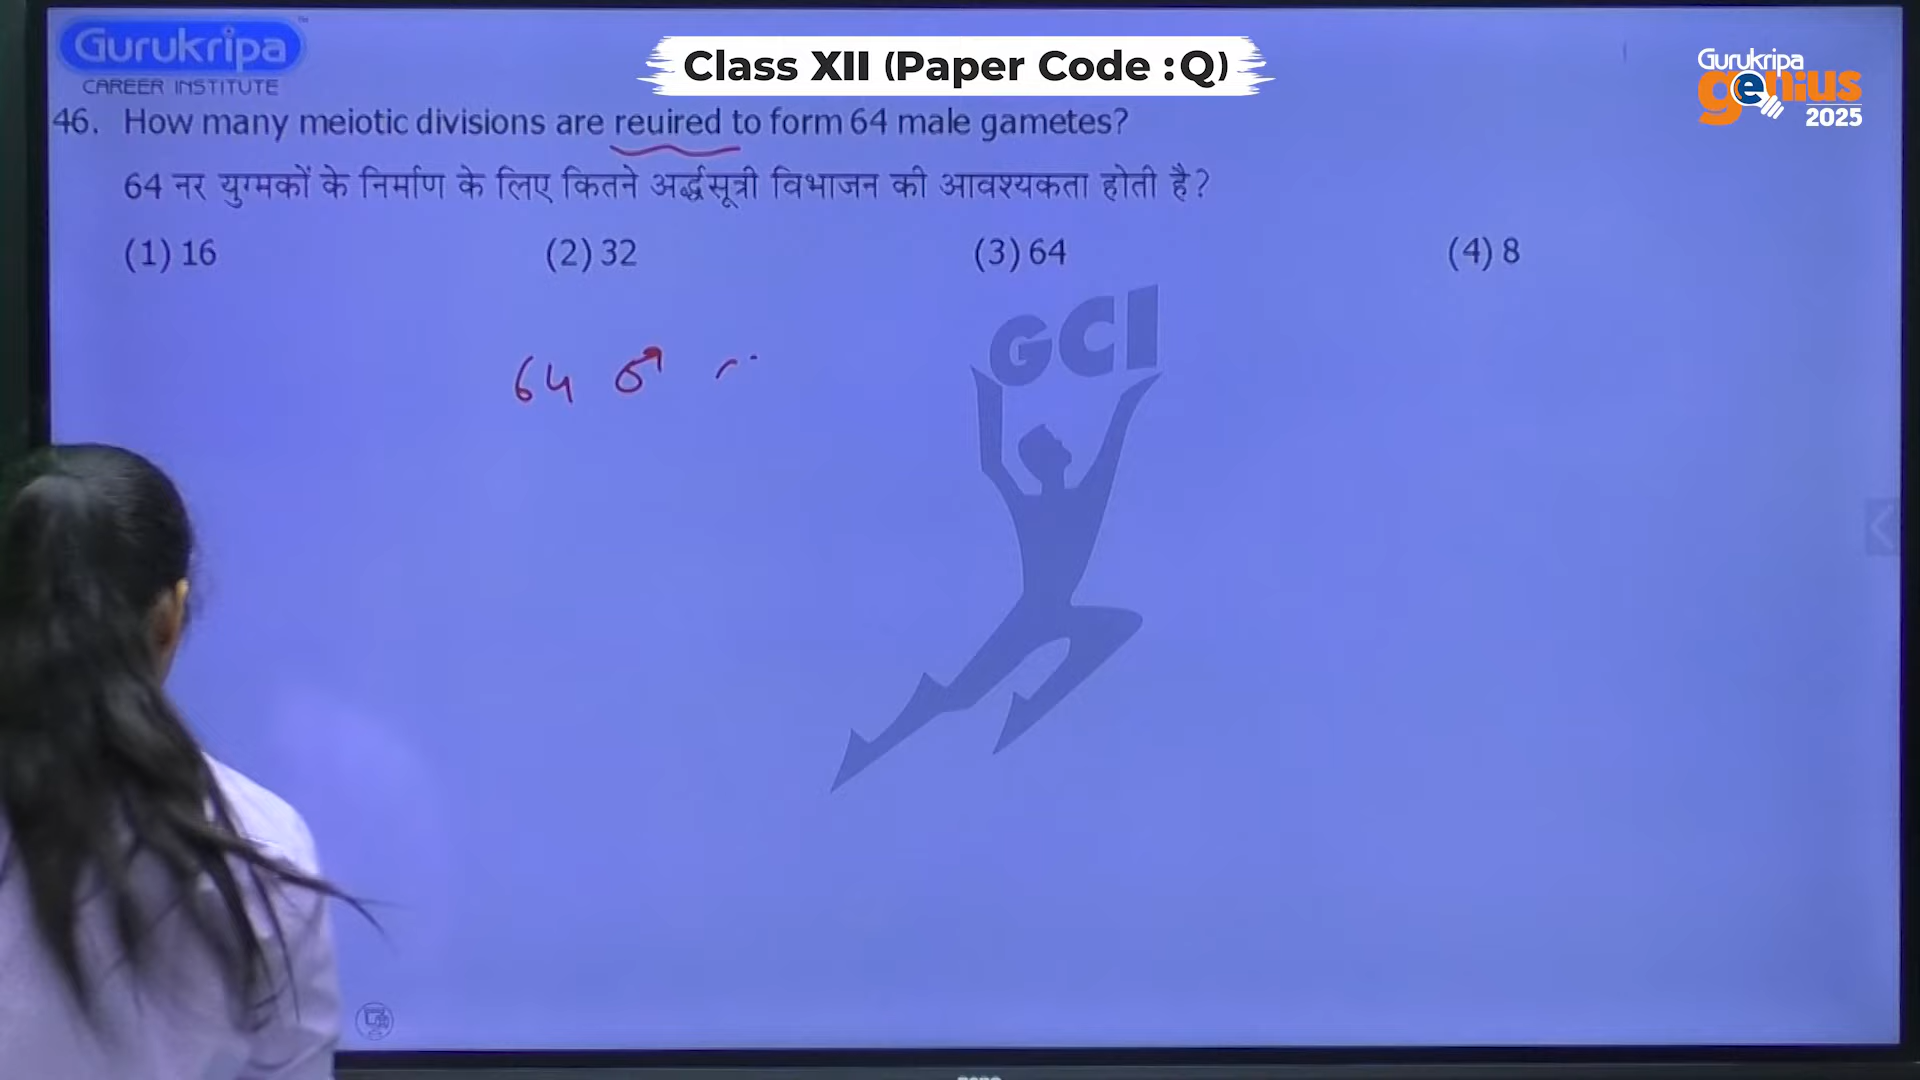 Gurukripa
CAREER INSTITUTE
Class XII (Paper Code :Q)
Gurukripa
genius
2025
46. How many meiotic divisions are reuired to form 64 male gametes?
64 नर युग्मकों के निर्माण के लिए कितने अर्द्धसूत्री विभाजन की आवश्यकता होती है?
(1) 16 (2) 32 (3) 64 (4) 8
GCI
64 ♂